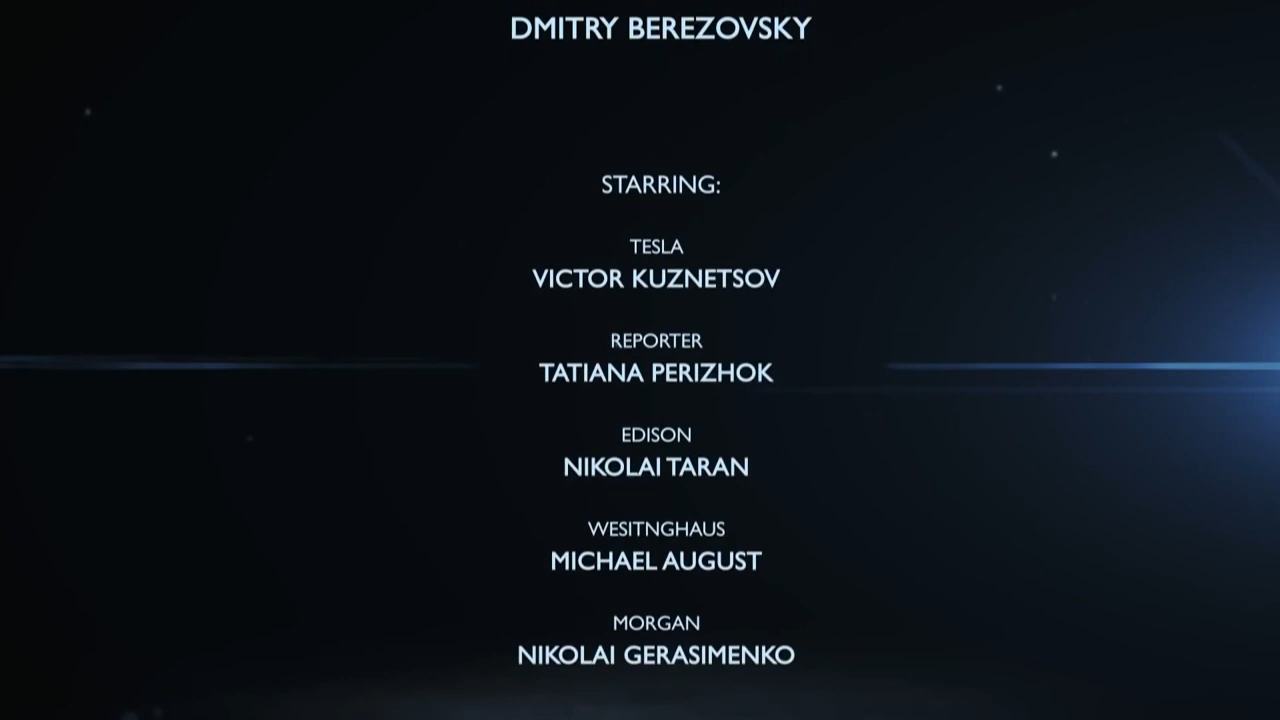 DMITRY BEREZOVSKY
STARRING:
TESLA
VICTOR KUZNETSOV
REPORTER
TATIANA PERIZHOK
EDISON
NIKOLAI TARAN
WESITNGHAUS
MICHAEL AUGUST
MORGAN
NIKOLAI GERASIMENKO